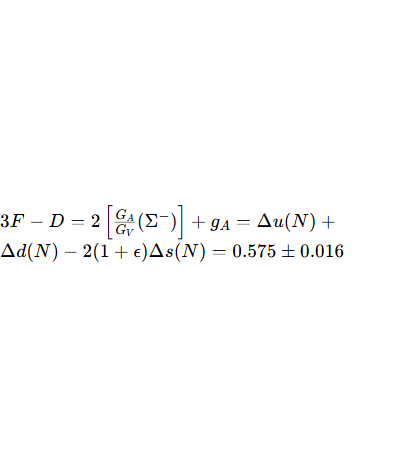 3F − D = 2 [G_A/G_V (Σ⁻)] + g_A = Δu(N) +
Δd(N) − 2(1 + ϵ)Δs(N) = 0.575 ± 0.016